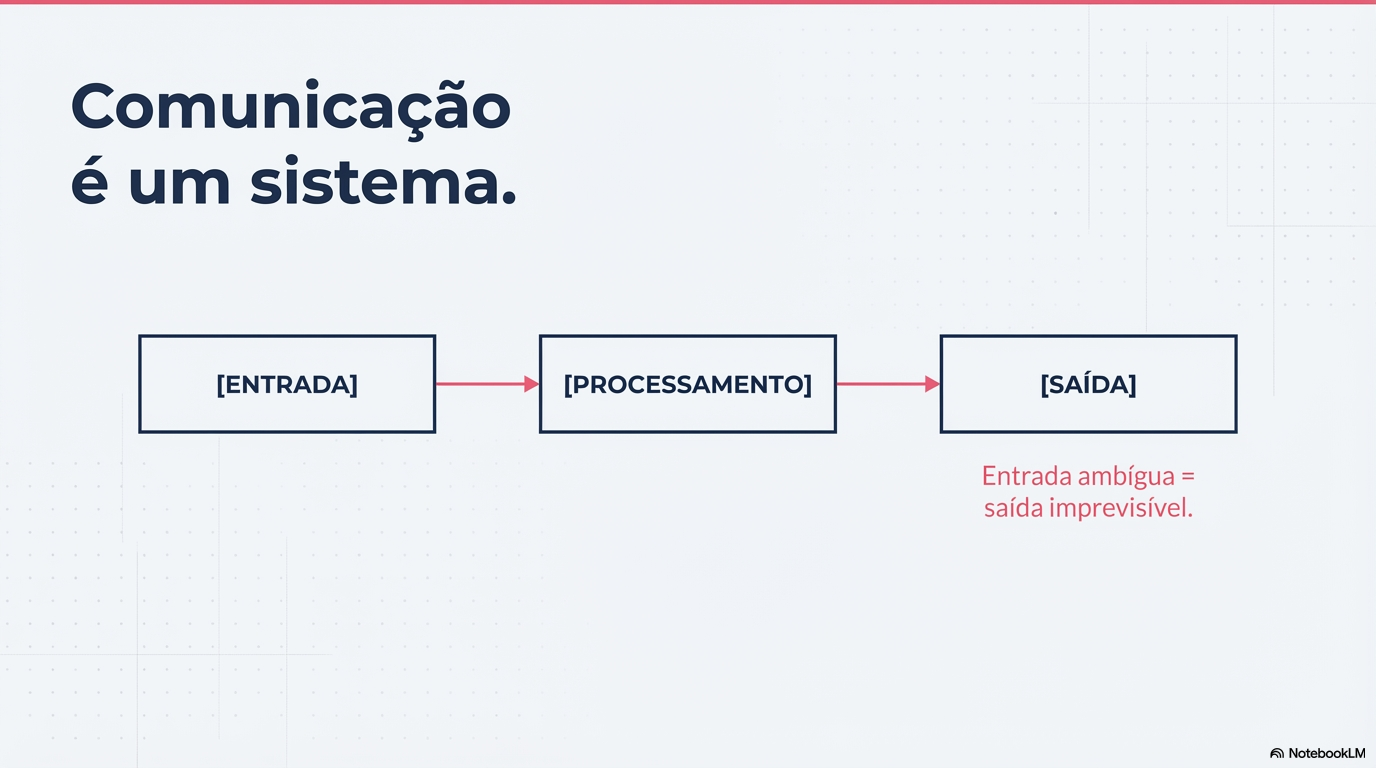 Comunicação
é um sistema.
[ENTRADA]
[PROCESSAMENTO]
[SAÍDA]
Entrada ambígua =
saída imprevisível.
NotebookLM